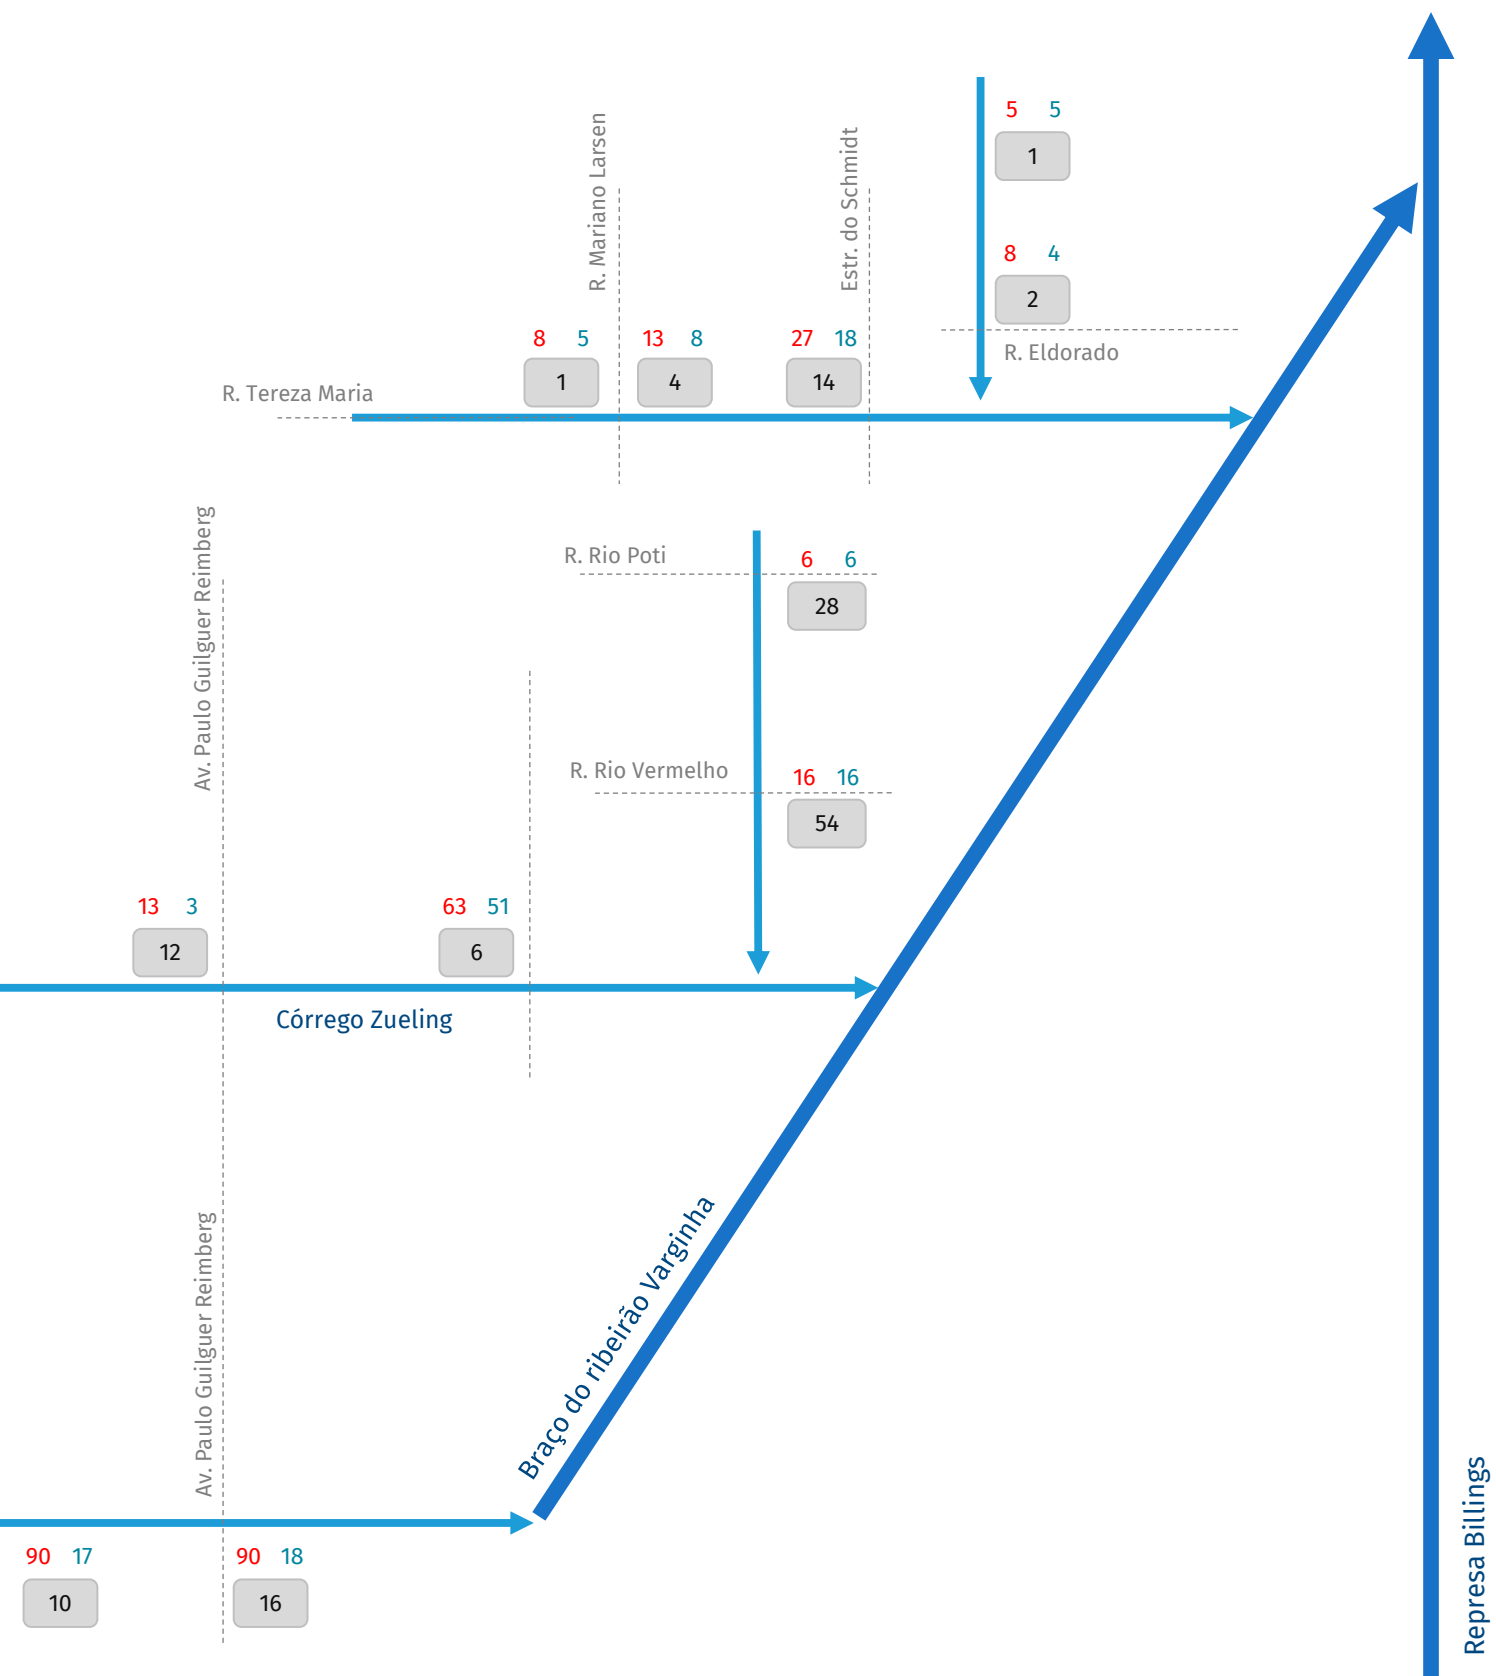 5 5
1
R. Mariano Larsen
Estr. do Schmidt
8 4
2
8 5
13 8
27 18
R. Eldorado
1
4
14
R. Tereza Maria
Av. Paulo Guilguer Reimberg
R. Rio Poti
6 6
28
R. Rio Vermelho
16 16
54
13 3
63 51
12
6
Córrego Zueling
Av. Paulo Guilguer Reimberg
Braço do ribeirão Varginha
Represa Billings
90 17
90 18
10
16